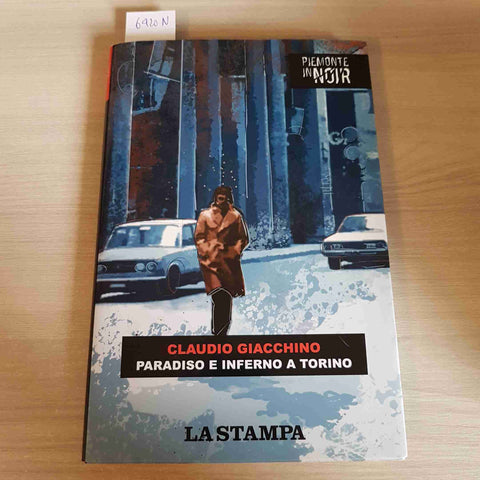 6920 N
PIEMONTE
IN NOIR
G
CLAUDIO GIACCHINO
PARADISO E INFERNO A TORINO
LA STAMPA